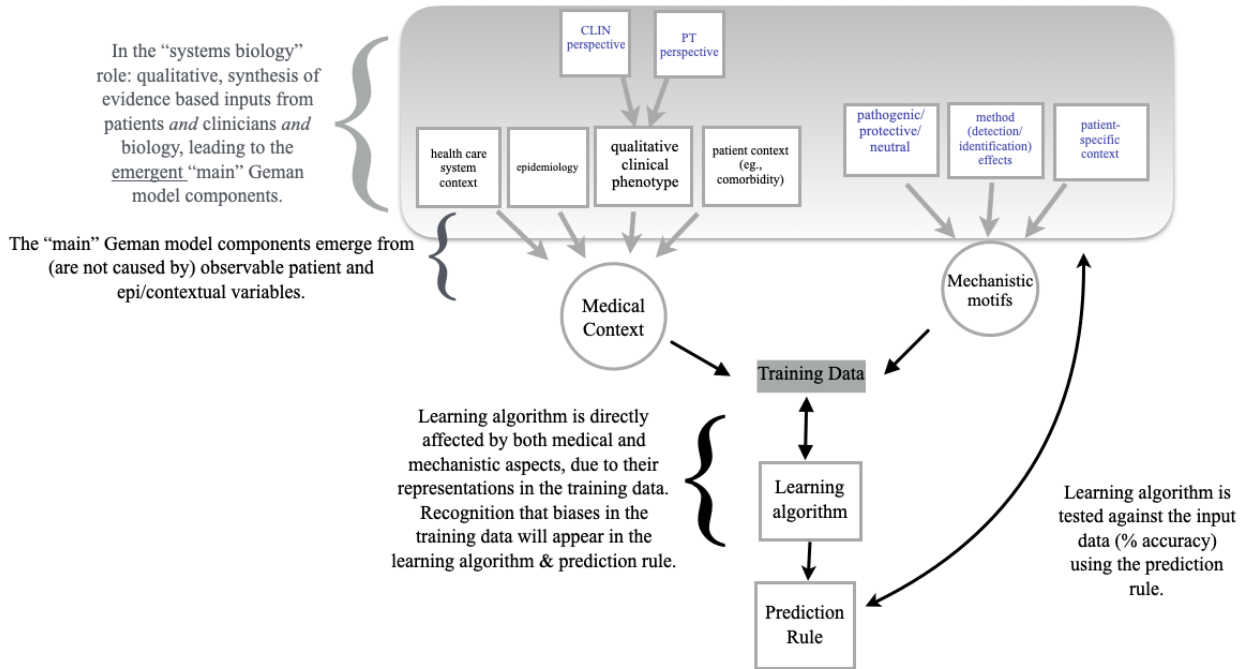 In the “systems biology”
role: qualitative, synthesis of
evidence based inputs from
patients and clinicians and
biology, leading to the
emergent “main” Geman
model components.
CLIN
perspective
PT
perspective
health care
system
context
epidemiology
qualitative
clinical
phenotype
patient context
(eg.,
comorbidity)
pathogenic/
protective/
neutral
method
(detection/
identification)
effects
patient-
specific
context
The “main” Geman model components emerge from
(are not caused by) observable patient and
epi/contextual variables.
Medical
Context
Mechanistic
motifs
Training Data
Learning algorithm is directly
affected by both medical and
mechanistic aspects, due to their
representations in the training data.
Recognition that biases in the
training data will appear in the
learning algorithm & prediction rule.
Learning
algorithm
Prediction
Rule
Learning algorithm is
tested against the input
data (% accuracy)
using the prediction
rule.